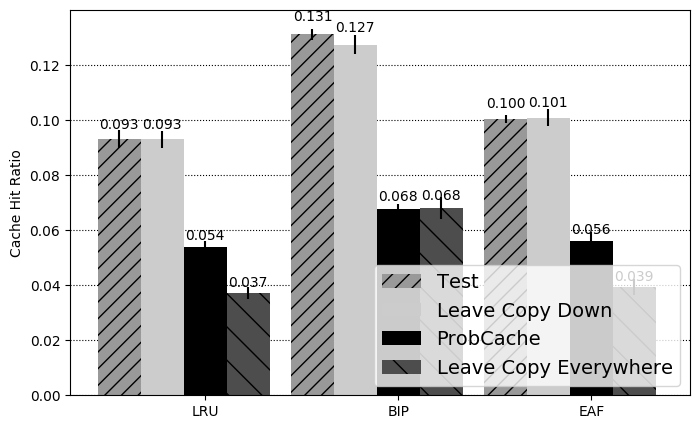 0.131
0.127
0.12
0.093 0.093
0.100 0.101
0.10
0.08
Cache Hit Ratio
0.068 0.068
0.06
0.054
0.056
0.04
0.037
0.039
Test
Leave Copy Down
0.02
ProbCache
Leave Copy Everywhere
0.00
LRU
BIP
EAF